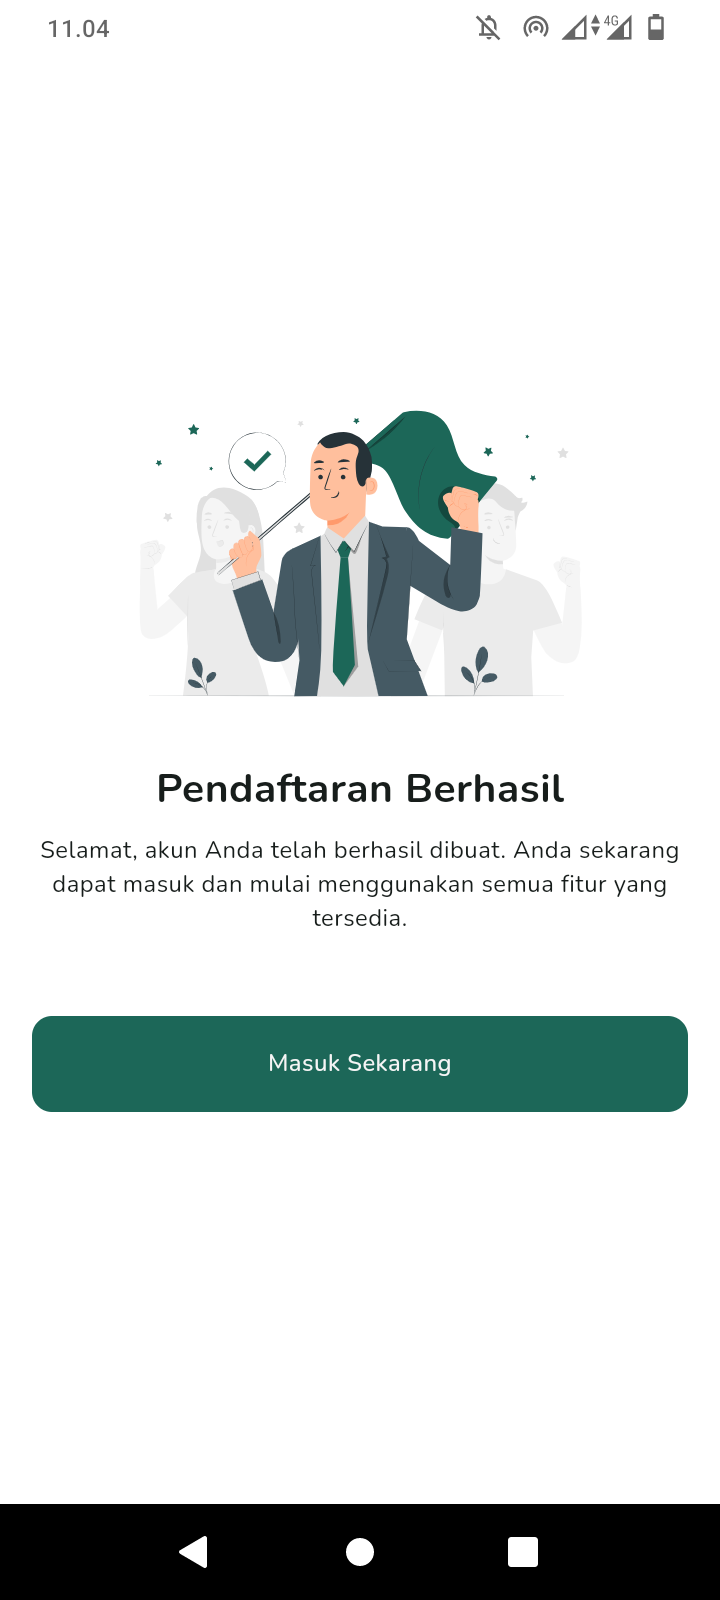 11.04
4G
Pendaftaran Berhasil
Selamat, akun Anda telah berhasil dibuat. Anda sekarang
dapat masuk dan mulai menggunakan semua fitur yang
tersedia.
Masuk Sekarang